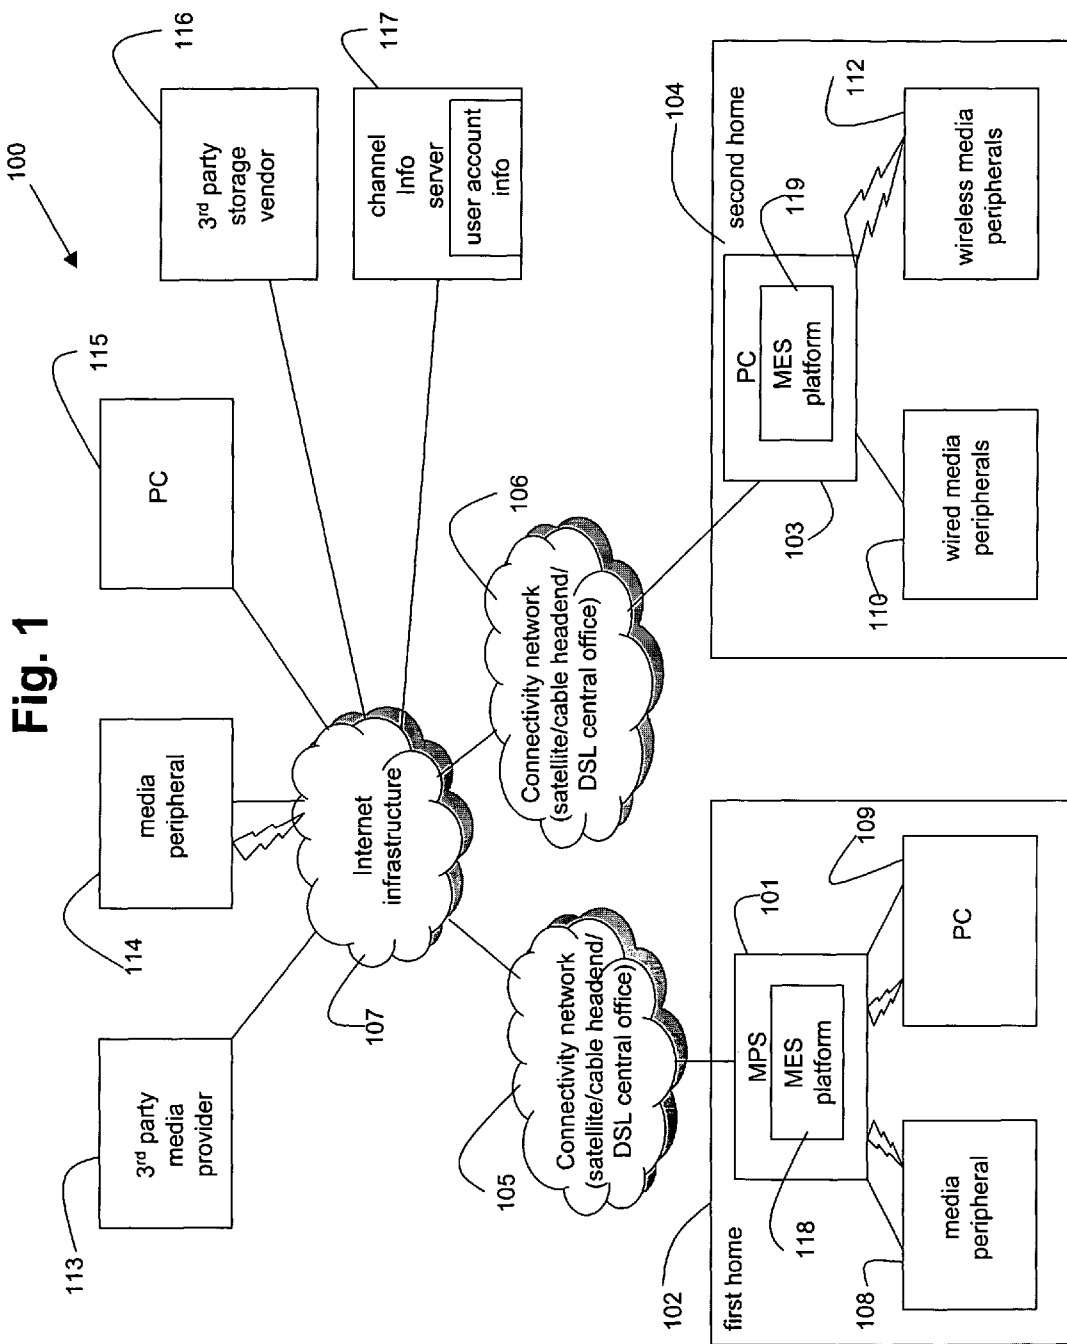 Fig. 1
100
113
3rd party
media
provider
114
media
peripheral
115
PC
116
3rd party
storage
vendor
117
channel
Info
server
user account
info
107
Internet
infrastructure
105
Connectivity network
(satellite/cable headend/
DSL central office)
106
Connectivity network
(satellite/cable headend/
DSL central office)
102
first home
101
MPS
MES
platform
118
108
media
peripheral
109
PC
104
second home
103
PC
MES
platform
119
110
wired media
peripherals
112
wireless media
peripherals